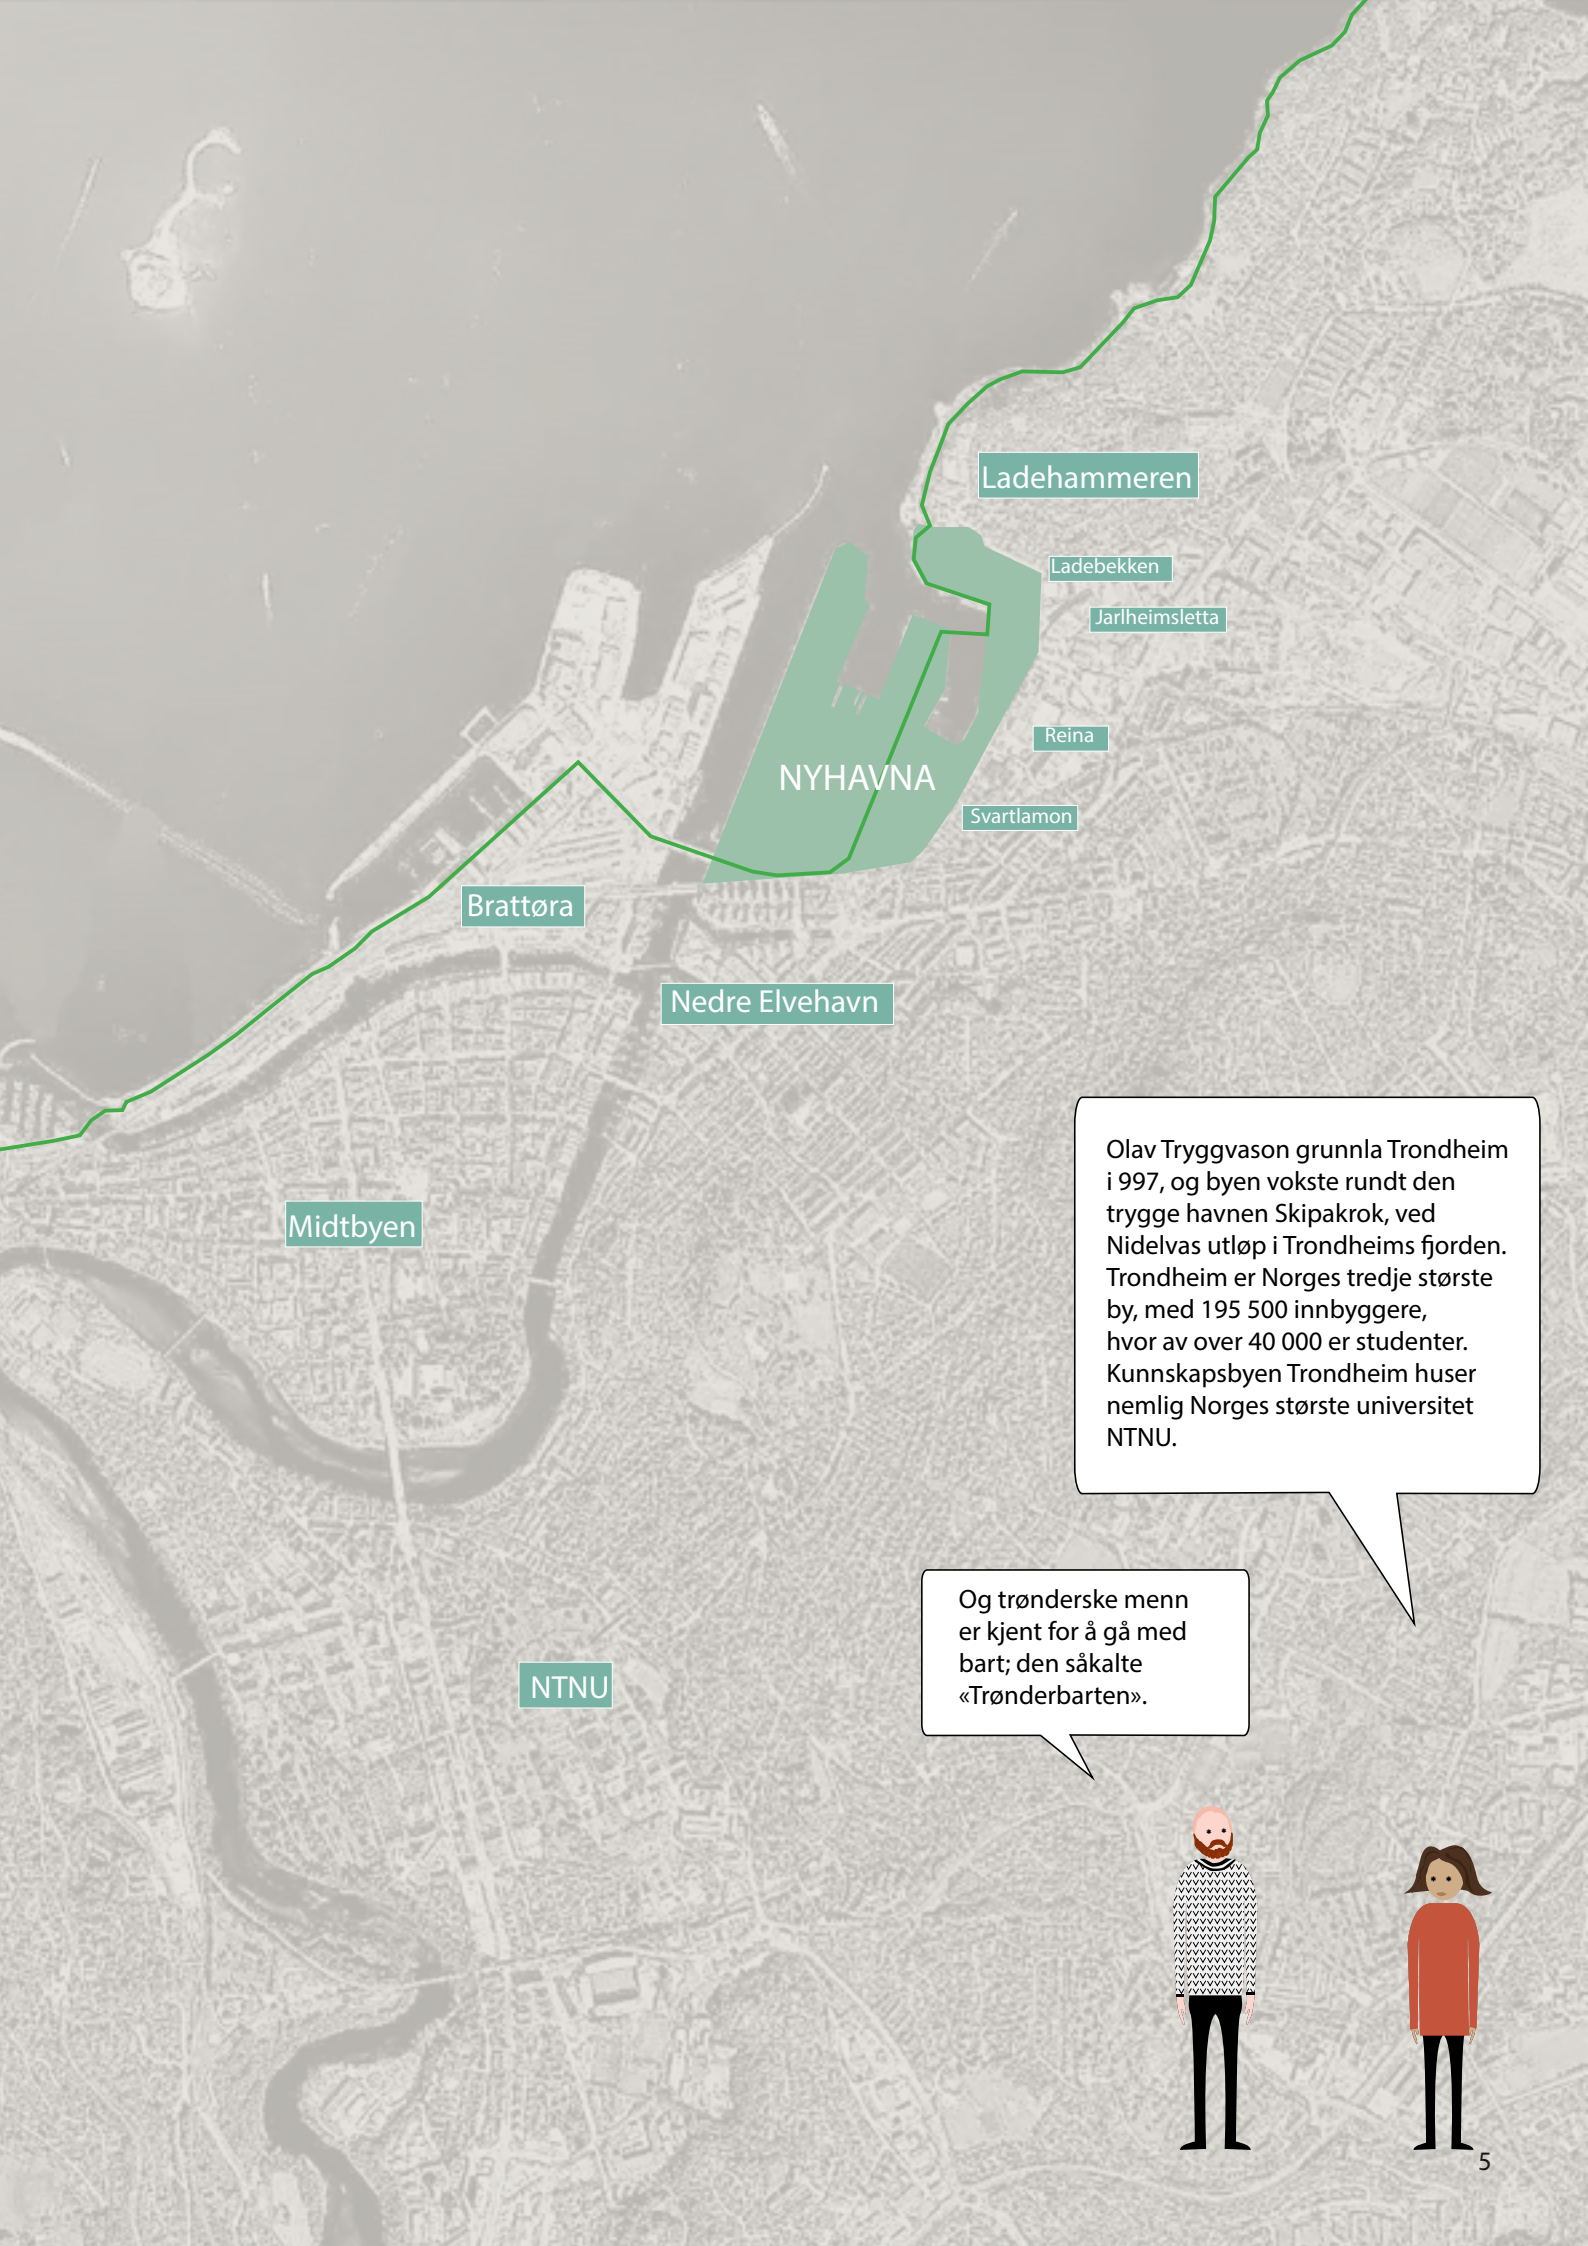 Ladehammeren
Ladebekken
Jarlheimsletta
Reina
NYHAVNA
Svartlamon
Brattøra
Nedre Elvehavn
Midtbyen
Olav Tryggvason grunnla Trondheim
i 997, og byen vokste rundt den
trygge havnen Skipakrok, ved
Nidelvas utløp i Trondheims fjorden.
Trondheim er Norges tredje største
by, med 195 500 innbyggere,
hvor av over 40 000 er studenter.
Kunnskapsbyen Trondheim huser
nemlig Norges største universitet
NTNU.
Og trønderske menn
er kjent for å gå med
bart; den såkalte
«Trønderbarten».
NTNU
5